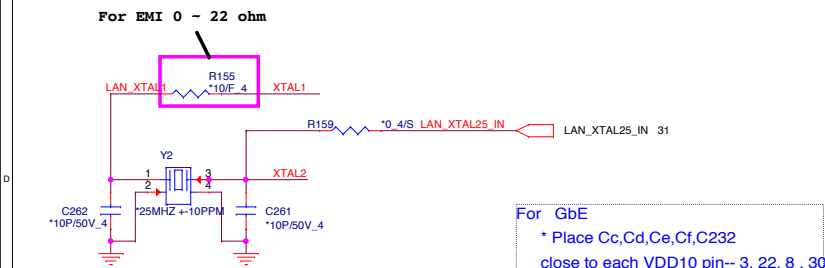 For EMI 0 ~ 22 ohm
R155
LAN_XTAL1 *10/F_4 XTAL1
R159 *0_4/S LAN_XTAL25_IN LAN_XTAL25_IN 31
Y2
1 3 XTAL2
2 4
D
C262 *25MHZ +-10PPM C261
*10P/50V_4 *10P/50V_4
For GbE
* Place Cc,Cd,Ce,Cf,C232
close to each VDD10 pin-- 3, 22, 8 , 30